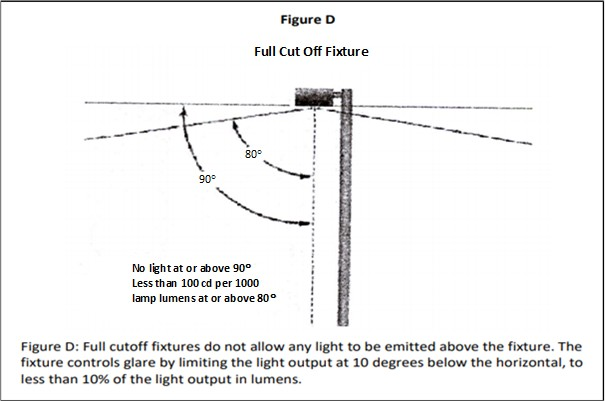 Figure D
Full Cut Off Fixture
80°
90°
No light at or above 90°
Less than 100 cd per 1000
lamp lumens at or above 80°
Figure D: Full cutoff fixtures do not allow any light to be emitted above the fixture. The
fixture controls glare by limiting the light output at 10 degrees below the horizontal, to
less than 10% of the light output in lumens.